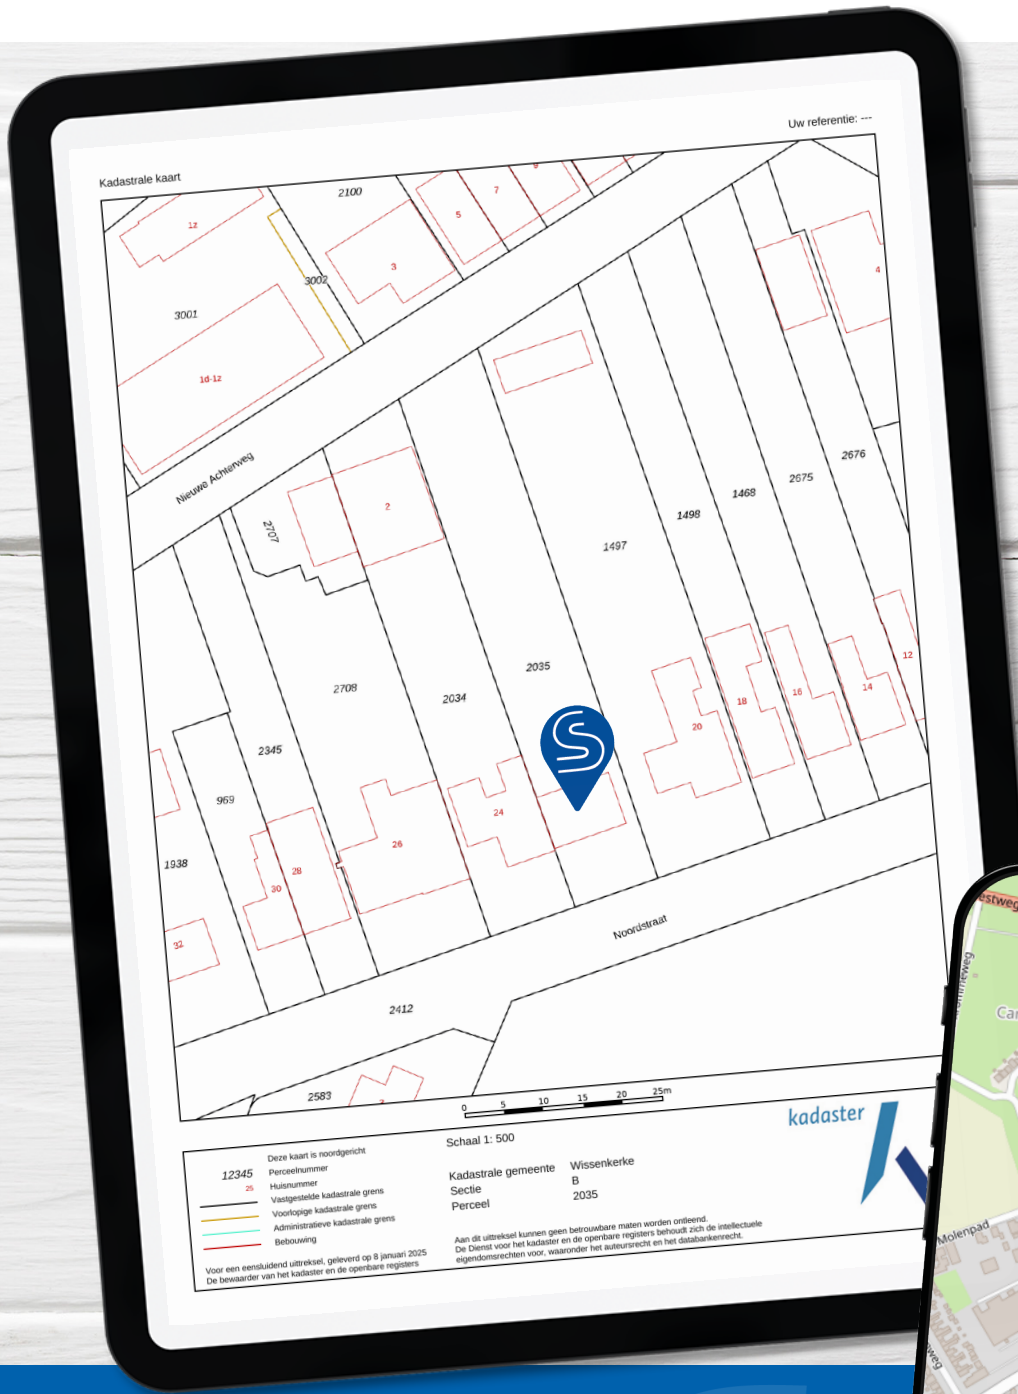 Uw referentie: ---
Kadastrale kaart
2100
9
7
5
1z
3
3002
3001
4
1d-1z
Nieuwe Achterweg
2
2707
2676
2675
1468
1498
1497
2035
2034
2708
2345
969
1938
12
14
16
18
20
24
26
28
30
32
S
Noordstraat
2412
2583
0 5 10 15 20 25m
Schaal 1: 500
kadaster
12345
25
Deze kaart is noordgericht
Perceelnummer
Huisnummer
Vastgestelde kadastrale grens
Voorlopige kadastrale grens
Administratieve kadastrale grens
Bebouwing
Kadastrale gemeente Wissenkerke
Sectie B
Perceel 2035
Voor een eensluidend uittreksel, geleverd op 8 januari 2025
De bewaarder van het kadaster en de openbare registers
Aan dit uittreksel kunnen geen betrouwbare maten worden ontleend.
De Dienst voor het kadaster en de openbare registers behoudt zich de intellectuele
eigendomsrechten voor, waaronder het auteursrecht en het databankenrecht.
Molenpad